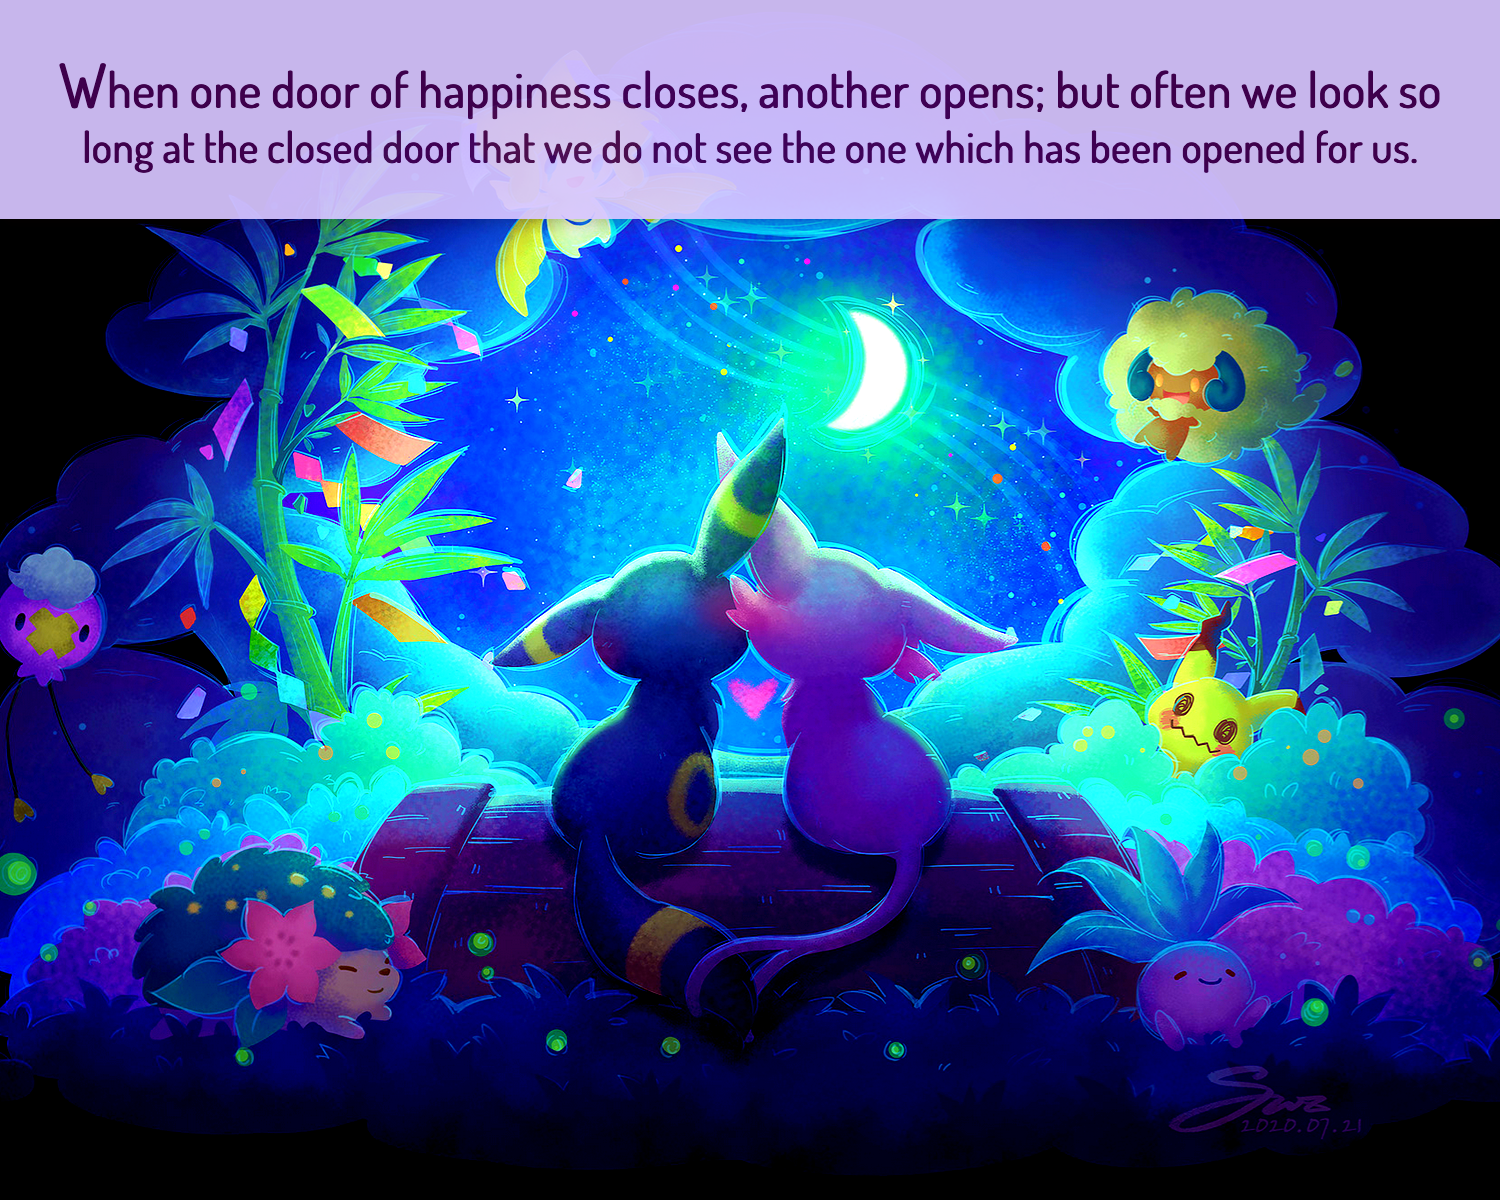 When one door of happiness closes, another opens; but often we look so
long at the closed door that we do not see the one which has been opened for us.
2020.07.21